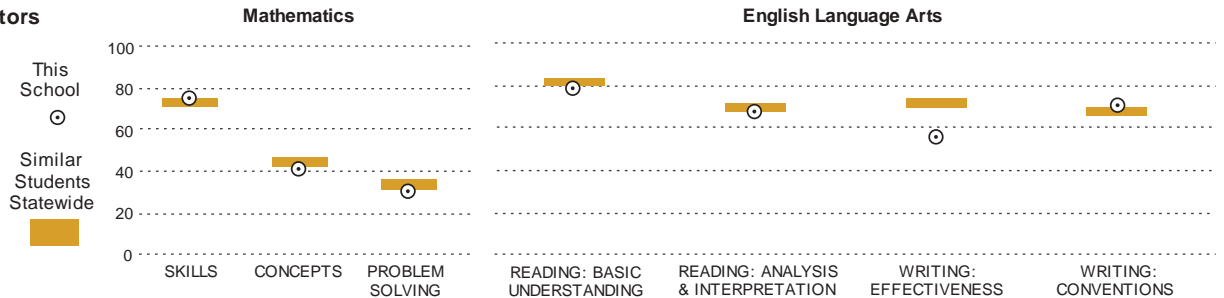 tors
Mathematics
English Language Arts
This
School
Similar
Students
Statewide
100
80
60
40
20
0
SKILLS
CONCEPTS
PROBLEM
SOLVING
READING: BASIC
UNDERSTANDING
READING: ANALYSIS
& INTERPRETATION
WRITING:
EFFECTIVENESS
WRITING:
CONVENTIONS